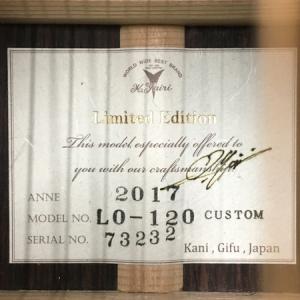 WORLD WIDE BEST BRAND
K.Yairi
Limited Edition
This model especially offered to
you with our craftsmanship.
ANNE 2017
MODEL NO. LO-120 CUSTOM
SERIAL NO. 73232
Kani, Gifu, Japan